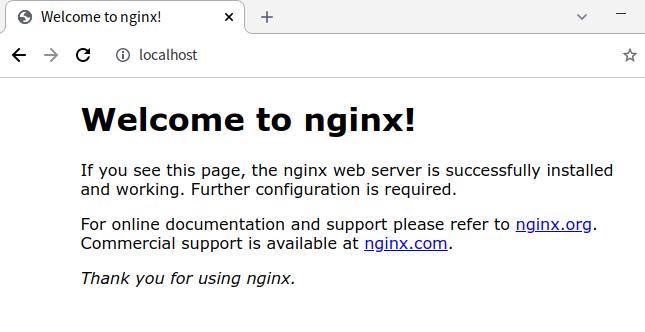 Welcome to nginx!
localhost
Welcome to nginx!
If you see this page, the nginx web server is successfully installed
and working. Further configuration is required.
For online documentation and support please refer to nginx.org.
Commercial support is available at nginx.com.
Thank you for using nginx.